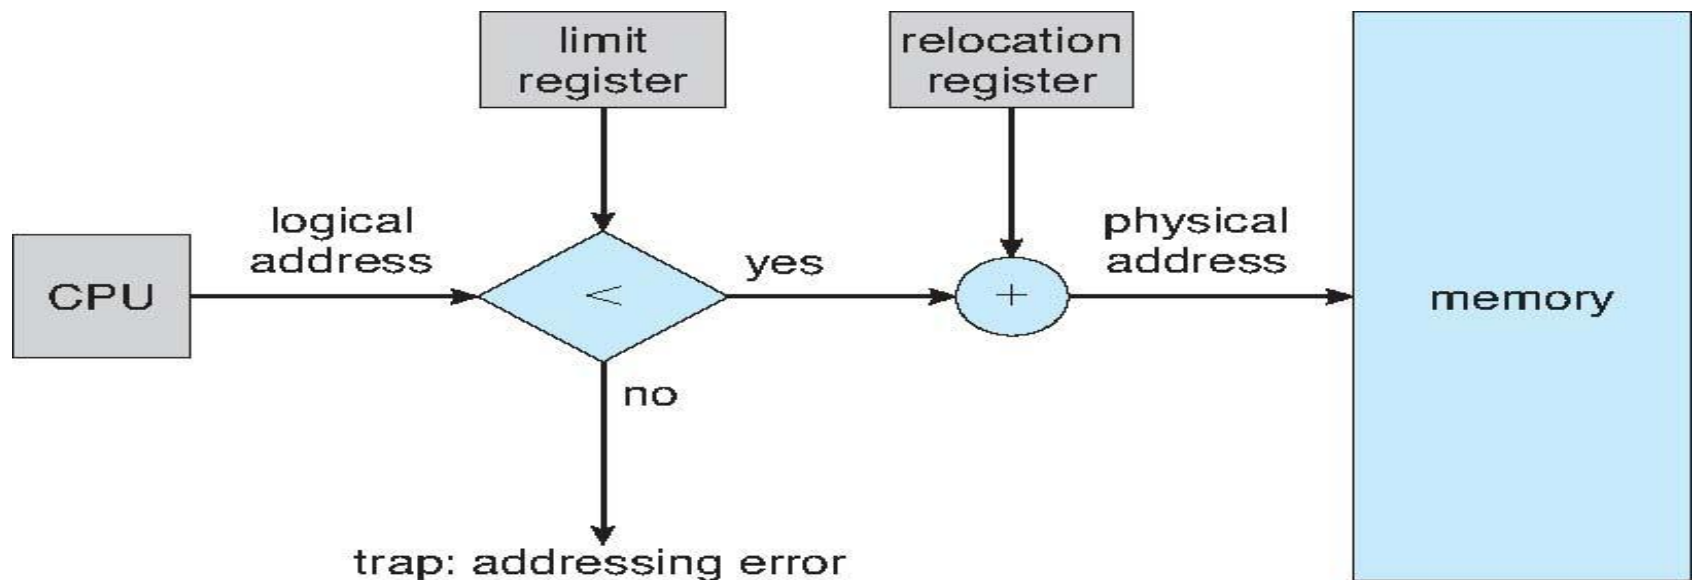 limit
register
relocation
register
logical
address
yes
physical
address
CPU
<
+
memory
no
trap: addressing error